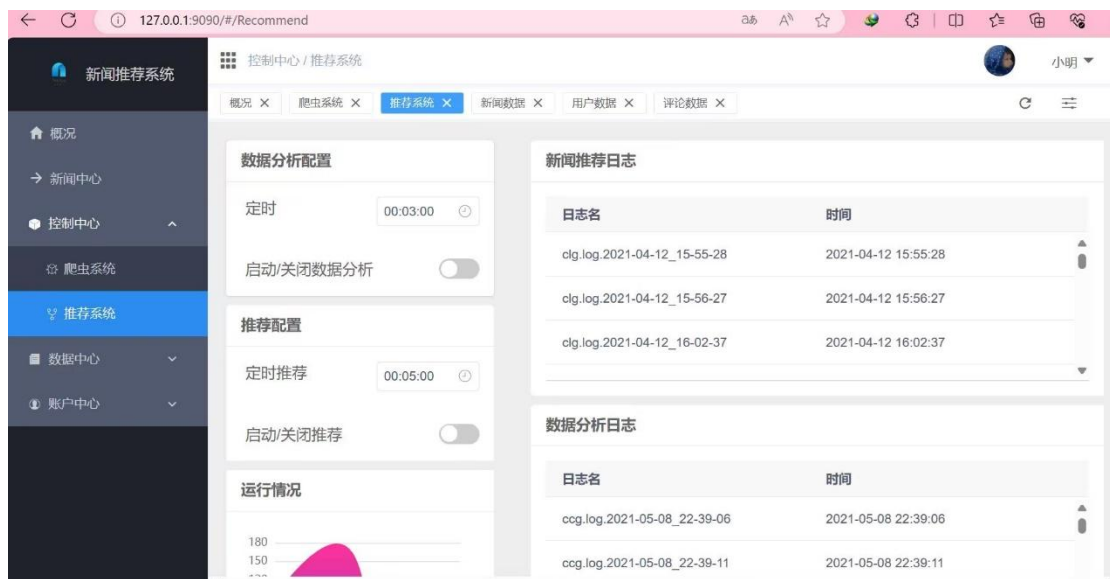 127.0.0.1:9090/#/Recommend
新闻推荐系统
控制中心 / 推荐系统
小明
概况
爬虫系统
推荐系统
新闻数据
用户数据
评论数据
概况
新闻中心
控制中心
爬虫系统
推荐系统
数据中心
账户中心
数据分析配置
定时
00:03:00
启动/关闭数据分析
推荐配置
定时推荐
00:05:00
启动/关闭推荐
运行情况
180
150
新闻推荐日志
日志名 时间
clg.log.2021-04-12_15-55-28 2021-04-12 15:55:28
clg.log.2021-04-12_15-56-27 2021-04-12 15:56:27
clg.log.2021-04-12_16-02-37 2021-04-12 16:02:37
数据分析日志
日志名 时间
ccg.log.2021-05-08_22-39-06 2021-05-08 22:39:06
ccg.log.2021-05-08_22-39-11 2021-05-08 22:39:11